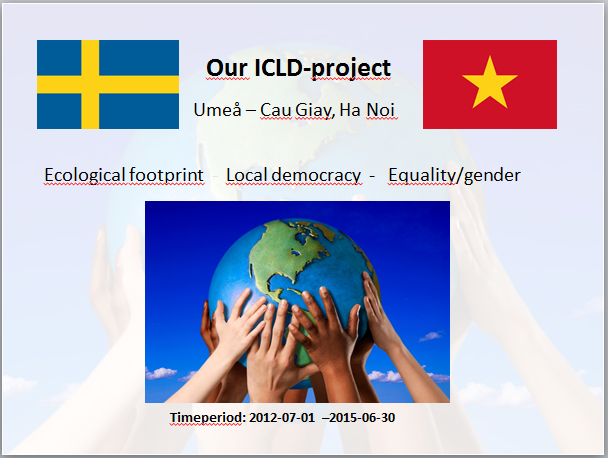 Our ICLD-project
Umeå – Cau Giay, Ha Noi
Ecological footprint - Local democracy - Equality/gender
Timeperiod: 2012-07-01 –2015-06-30